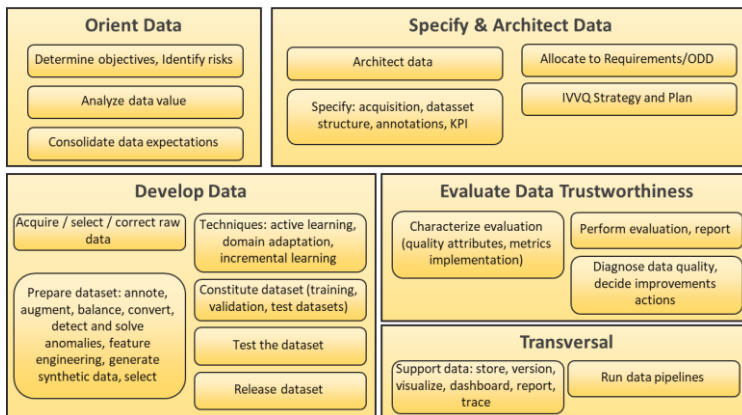 Orient Data
Determine objectives, Identify risks
Analyze data value
Consolidate data expectations
Specify & Architect Data
Architect data
Specify: acquisition, datasset
structure, annotations, KPI
Allocate to Requirements/ODD
IVVQ Strategy and Plan
Develop Data
Acquire / select / correct raw
data
Prepare dataset: annote,
augment, balance, convert,
detect and solve
anomalies, feature
engineering, generate
synthetic data, select
Techniques: active learning,
domain adaptation,
incremental learning
Constitute dataset (training,
validation, test datasets)
Test the dataset
Release dataset
Evaluate Data Trustworthiness
Characterize evaluation
(quality attributes, metrics
implementation)
Perform evaluation, report
Diagnose data quality,
decide improvements
actions
Transversal
Support data: store, version,
visualize, dashboard, report,
trace
Run data pipelines